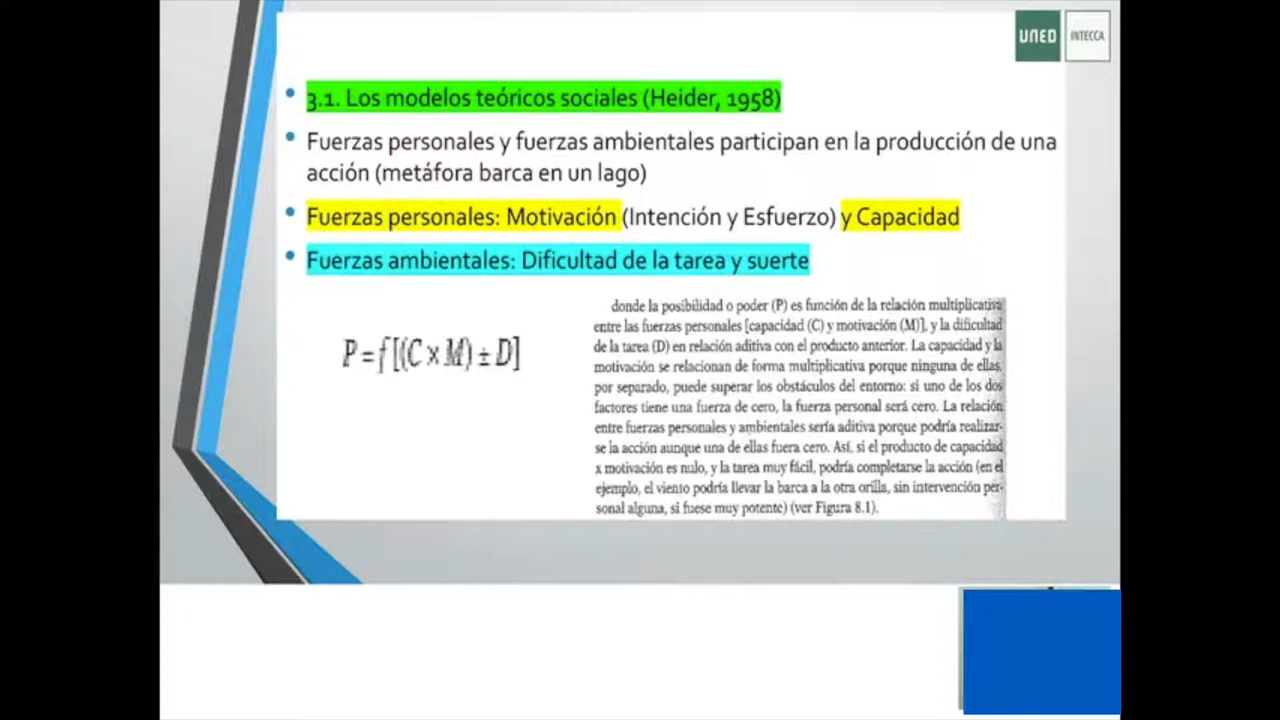 UNED
INTECCA
• 3.1. Los modelos teóricos sociales (Heider, 1958)
• Fuerzas personales y fuerzas ambientales participan en la producción de una
acción (metáfora barca en un lago)
• Fuerzas personales: Motivación (Intención y Esfuerzo) y Capacidad
• Fuerzas ambientales: Dificultad de la tarea y suerte
P = f [(C × M) ± D]
donde la posibilidad o poder (P) es función de la relación multiplicativa
entre las fuerzas personales [capacidad (C) y motivación (M)], y la dificultad
de la tarea (D) en relación aditiva con el producto anterior. La capacidad y la
motivación se relacionan de forma multiplicativa porque ninguna de ellas,
por separado, puede superar los obstáculos del entorno: si uno de los dos
factores tiene una fuerza de cero, la fuerza personal será cero. La relación
entre fuerzas personales y ambientales sería aditiva porque podría realizar-
se la acción aunque una de ellas fuera cero. Así, si el producto de capacidad
x motivación es nulo, y la tarea muy fácil, podría completarse la acción (en el
ejemplo, el viento podría llevar la barca a la otra orilla, sin intervención per-
sonal alguna, si fuese muy potente) (ver Figura 8.1).